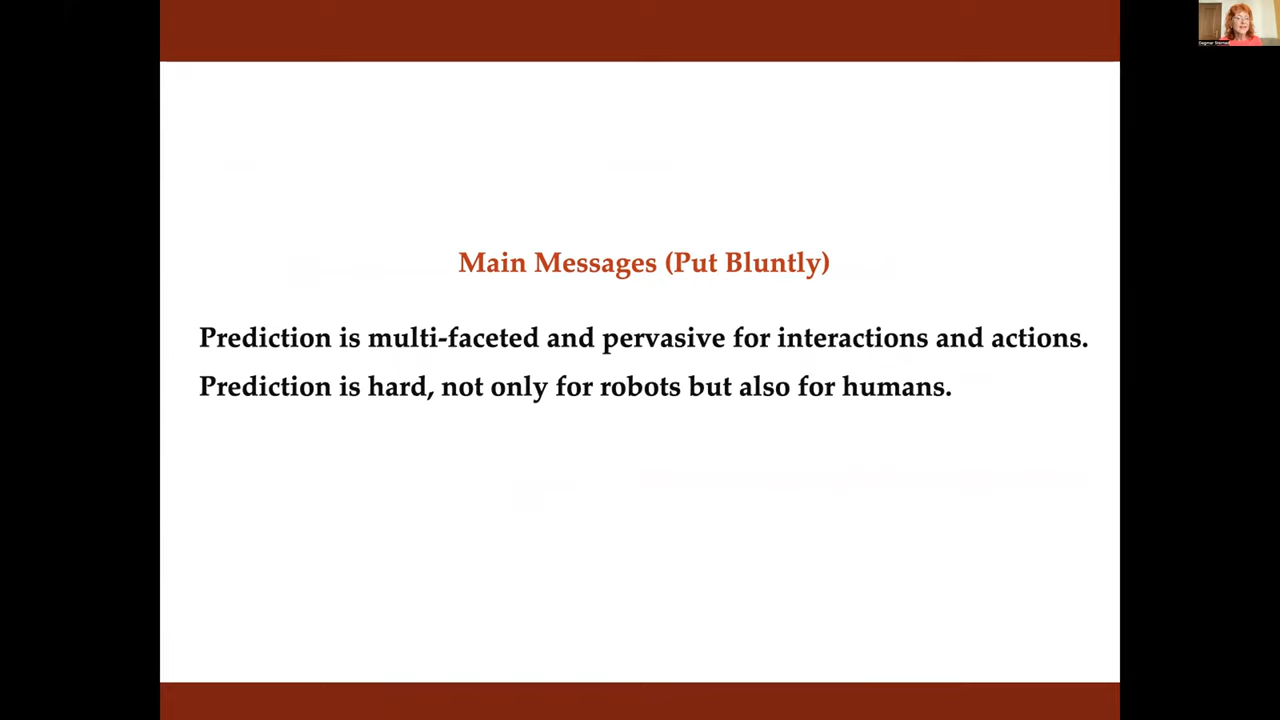 Main Messages (Put Bluntly)
Prediction is multi-faceted and pervasive for interactions and actions.
Prediction is hard, not only for robots but also for humans.